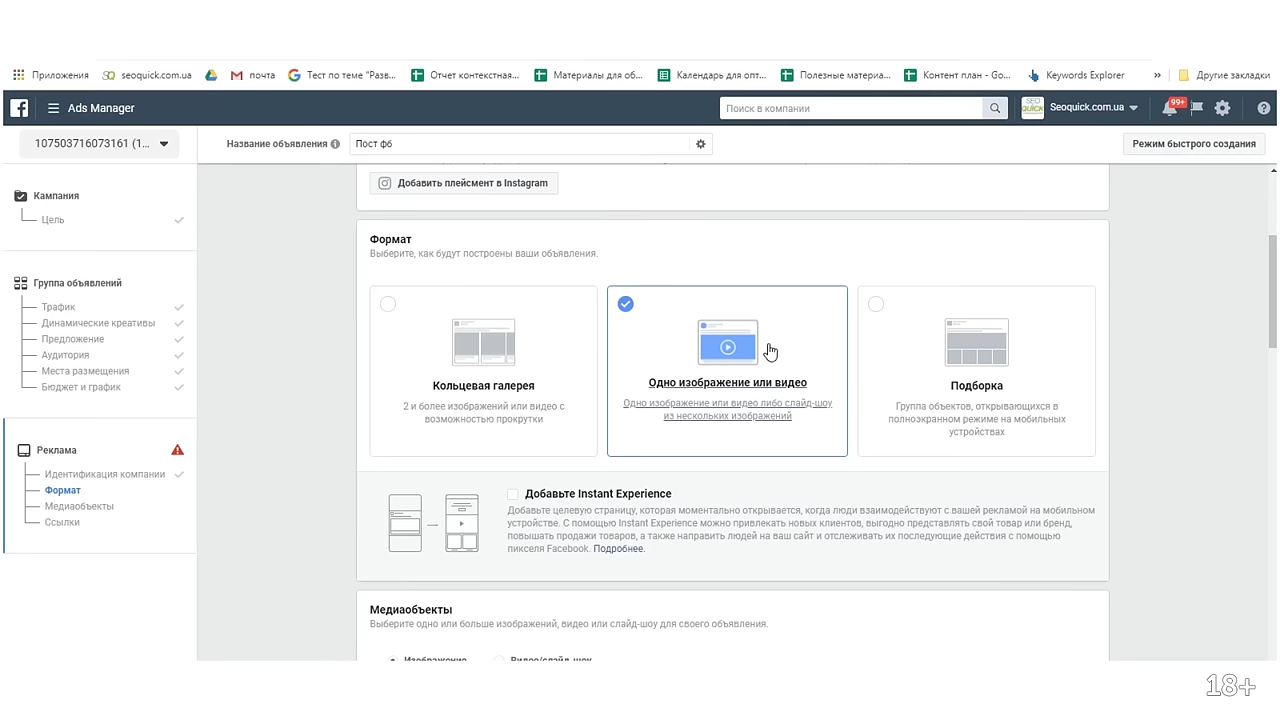 Приложения seoquick.com.ua почта Тест по теме "Разв... Отчет контекстная... Материалы для об... Календарь для опт... Полезные материа... Контент план - Go... Keywords Explorer » Другие закладки
Ads Manager Поиск в компании SEO QUICK Seoquick.com.ua 99+
107503716073161 (1... Название объявления Пост фб Режим быстрого создания
Добавить плейсмент в Instagram
Кампания
Цель
Группа объявлений
Трафик
Динамические креативы
Предложение
Аудитория
Места размещения
Бюджет и график
Реклама
Идентификация компании
Формат
Медиаобъекты
Ссылки
Формат
Выберите, как будут построены ваши объявления.
Кольцевая галерея
2 и более изображений или видео с
возможностью прокрутки
Одно изображение или видео
Одно изображение или видео либо слайд-шоу
из нескольких изображений
Подборка
Группа объектов, открывающихся в
полноэкранном режиме на мобильных
устройствах
Добавьте Instant Experience
Добавьте целевую страницу, которая моментально открывается, когда люди взаимодействуют с вашей рекламой на мобильном
устройстве. С помощью Instant Experience можно привлекать новых клиентов, выгодно представлять свой товар или бренд,
повышать продажи товаров, а также направить людей на ваш сайт и отслеживать их последующие действия с помощью
пикселя Facebook. Подробнее.
Медиаобъекты
Выберите одно или больше изображений, видео или слайд-шоу для своего объявления.
Изображение Видео/слайд-шоу
18+